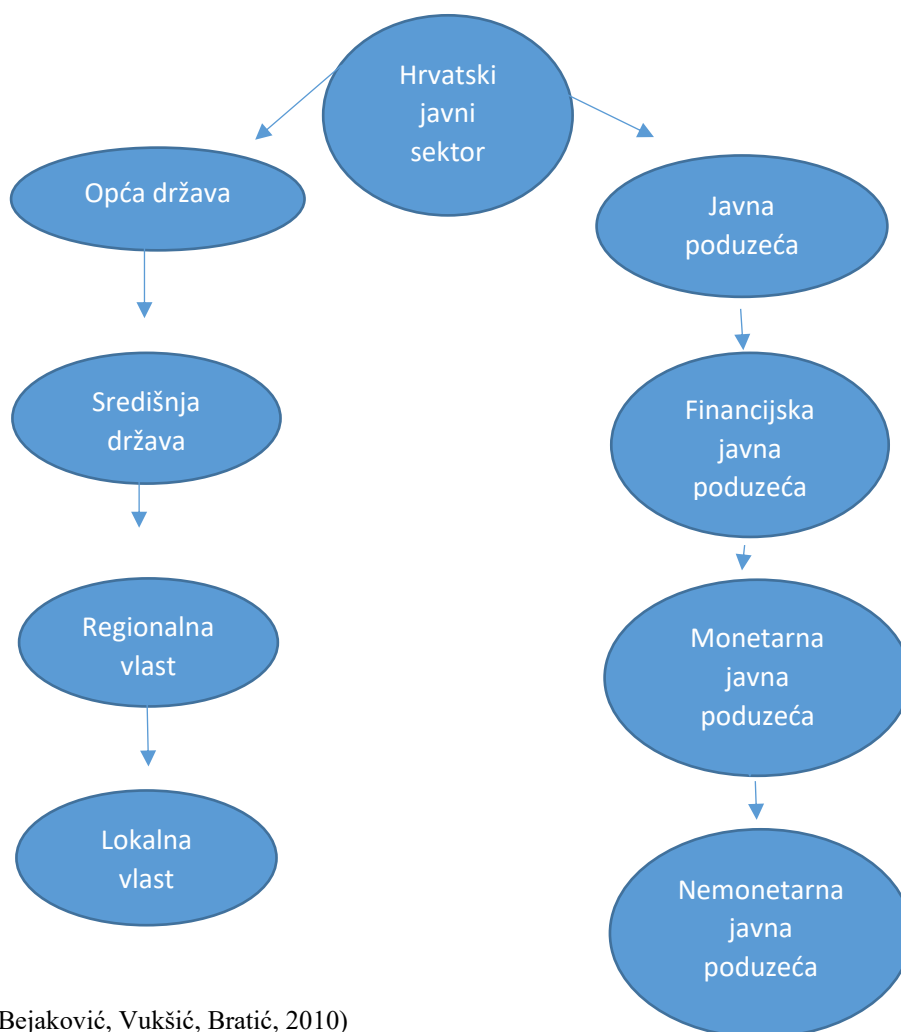 Hrvatski
javni
sektor
Opća država
Javna
poduzeća
Središnja
država
Financijska
javna
poduzeća
Regionalna
vlast
Monetarna
javna
poduzeća
Lokalna
vlast
Nemonetarna
javna
poduzeća
Bejaković, Vukšić, Bratić, 2010)